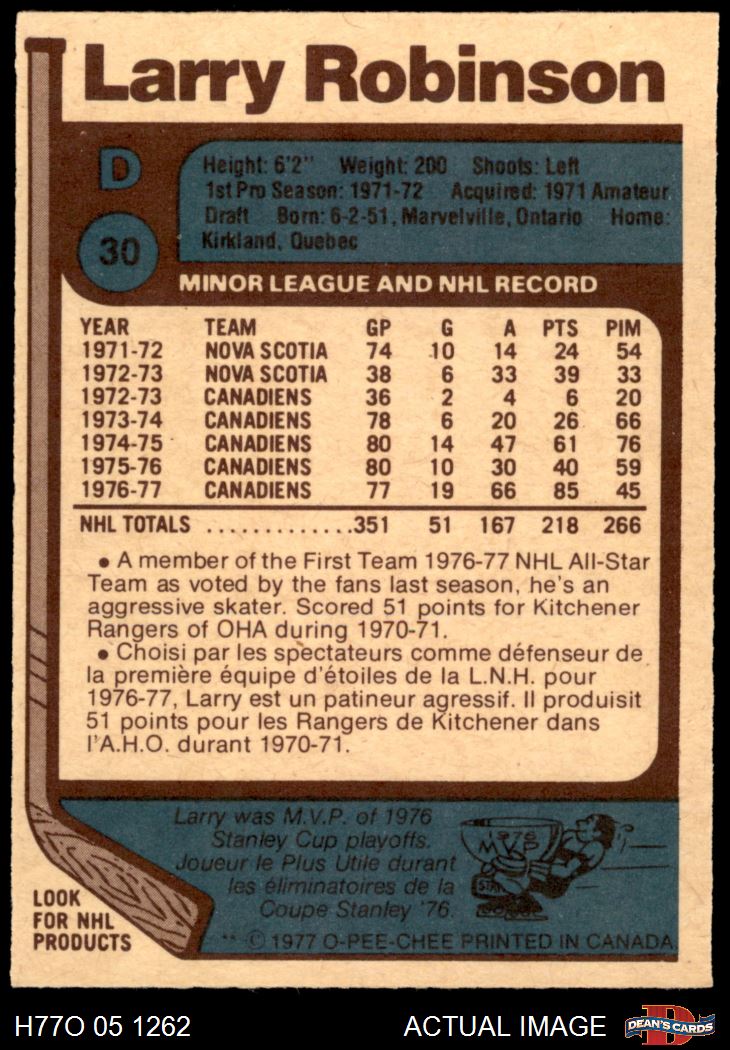 Larry Robinson
D
30
Height: 6'2" Weight: 200 Shoots: Left
1st Pro Season: 1971-72 Acquired: 1971 Amateur
Draft Born: 6-2-51, Marvelville, Ontario Home:
Kirkland, Quebec
MINOR LEAGUE AND NHL RECORD
YEAR TEAM GP G A PTS PIM
1971-72 NOVA SCOTIA 74 10 14 24 54
1972-73 NOVA SCOTIA 38 6 33 39 33
1972-73 CANADIENS 36 2 4 6 20
1973-74 CANADIENS 78 6 20 26 66
1974-75 CANADIENS 80 14 47 61 76
1975-76 CANADIENS 80 10 30 40 59
1976-77 CANADIENS 77 19 66 85 45
NHL TOTALS .............351 51 167 218 266
• A member of the First Team 1976-77 NHL All-Star
Team as voted by the fans last season, he's an
aggressive skater. Scored 51 points for Kitchener
Rangers of OHA during 1970-71.
• Choisi par les spectateurs comme défenseur de
la première équipe d'étoiles de la L.N.H. pour
1976-77, Larry est un patineur agressif. Il produisit
51 points pour les Rangers de Kitchener dans
l'A.H.O. durant 1970-71.
Larry was M.V.P. of 1976
Stanley Cup playoffs.
Joueur le Plus Utile durant
les éliminatoires de la
Coupe Stanley '76.
1976
MVP
LOOK
FOR NHL
PRODUCTS
** © 1977 O-PEE-CHEE PRINTED IN CANADA
H77O 05 1262 ACTUAL IMAGE
D
DEAN'S CARDS